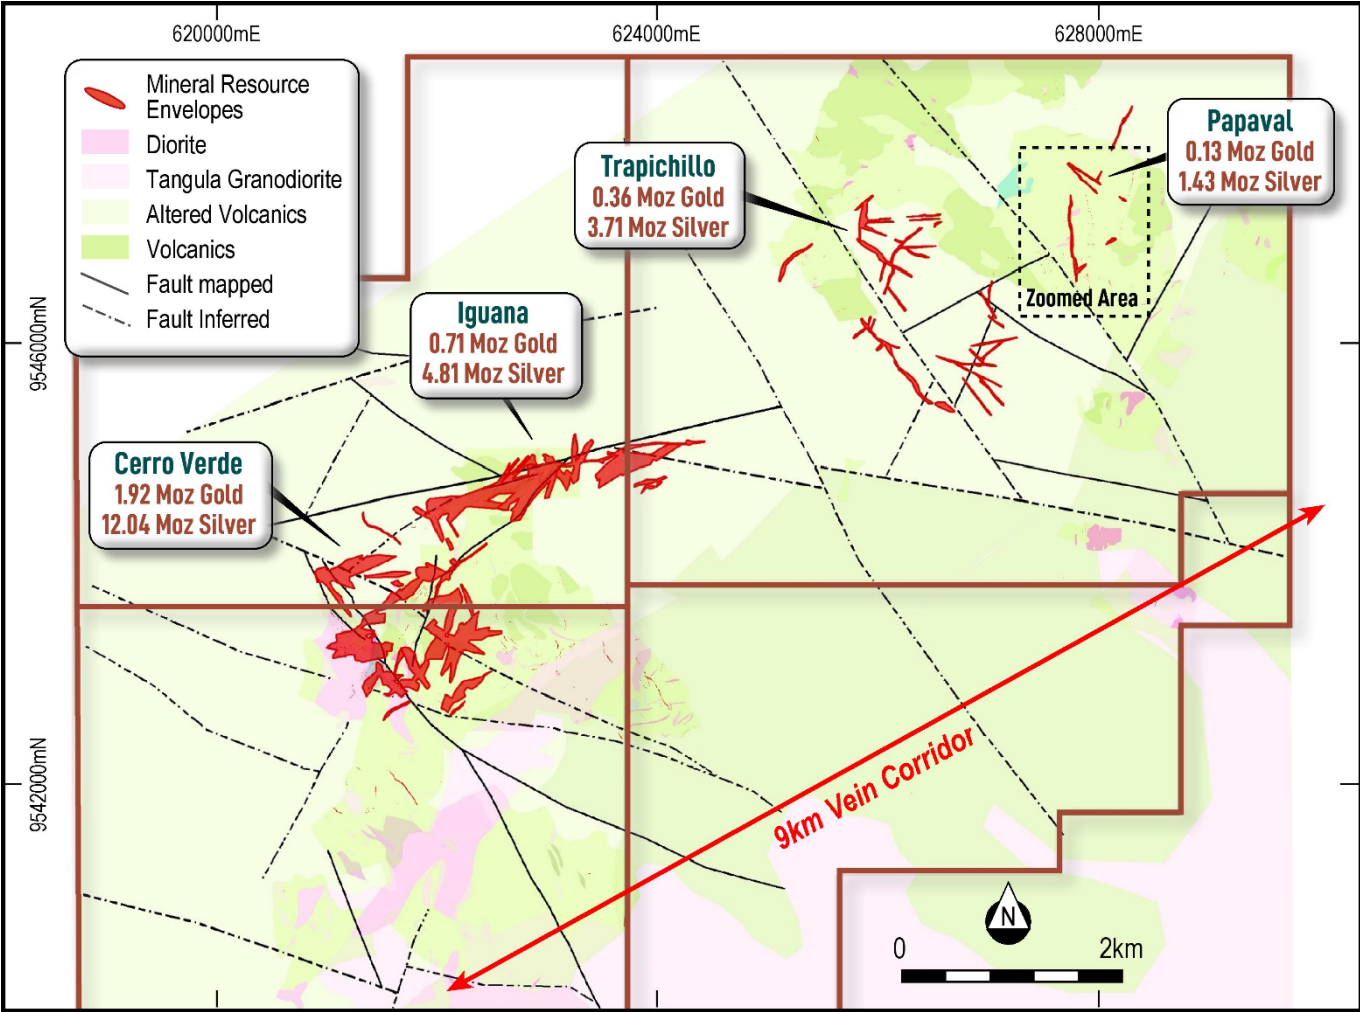 620000mE
624000mE
628000mE
Mineral Resource
Envelopes
Diorite
Tangula Granodiorite
Altered Volcanics
Volcanics
Fault mapped
Fault Inferred
Trapichillo
0.36 Moz Gold
3.71 Moz Silver
Papaval
0.13 Moz Gold
1.43 Moz Silver
Zoomed Area
Iguana
0.71 Moz Gold
4.81 Moz Silver
Cerro Verde
1.92 Moz Gold
12.04 Moz Silver
9546000mN
9542000mN
9km Vein Corridor
N
0
2km